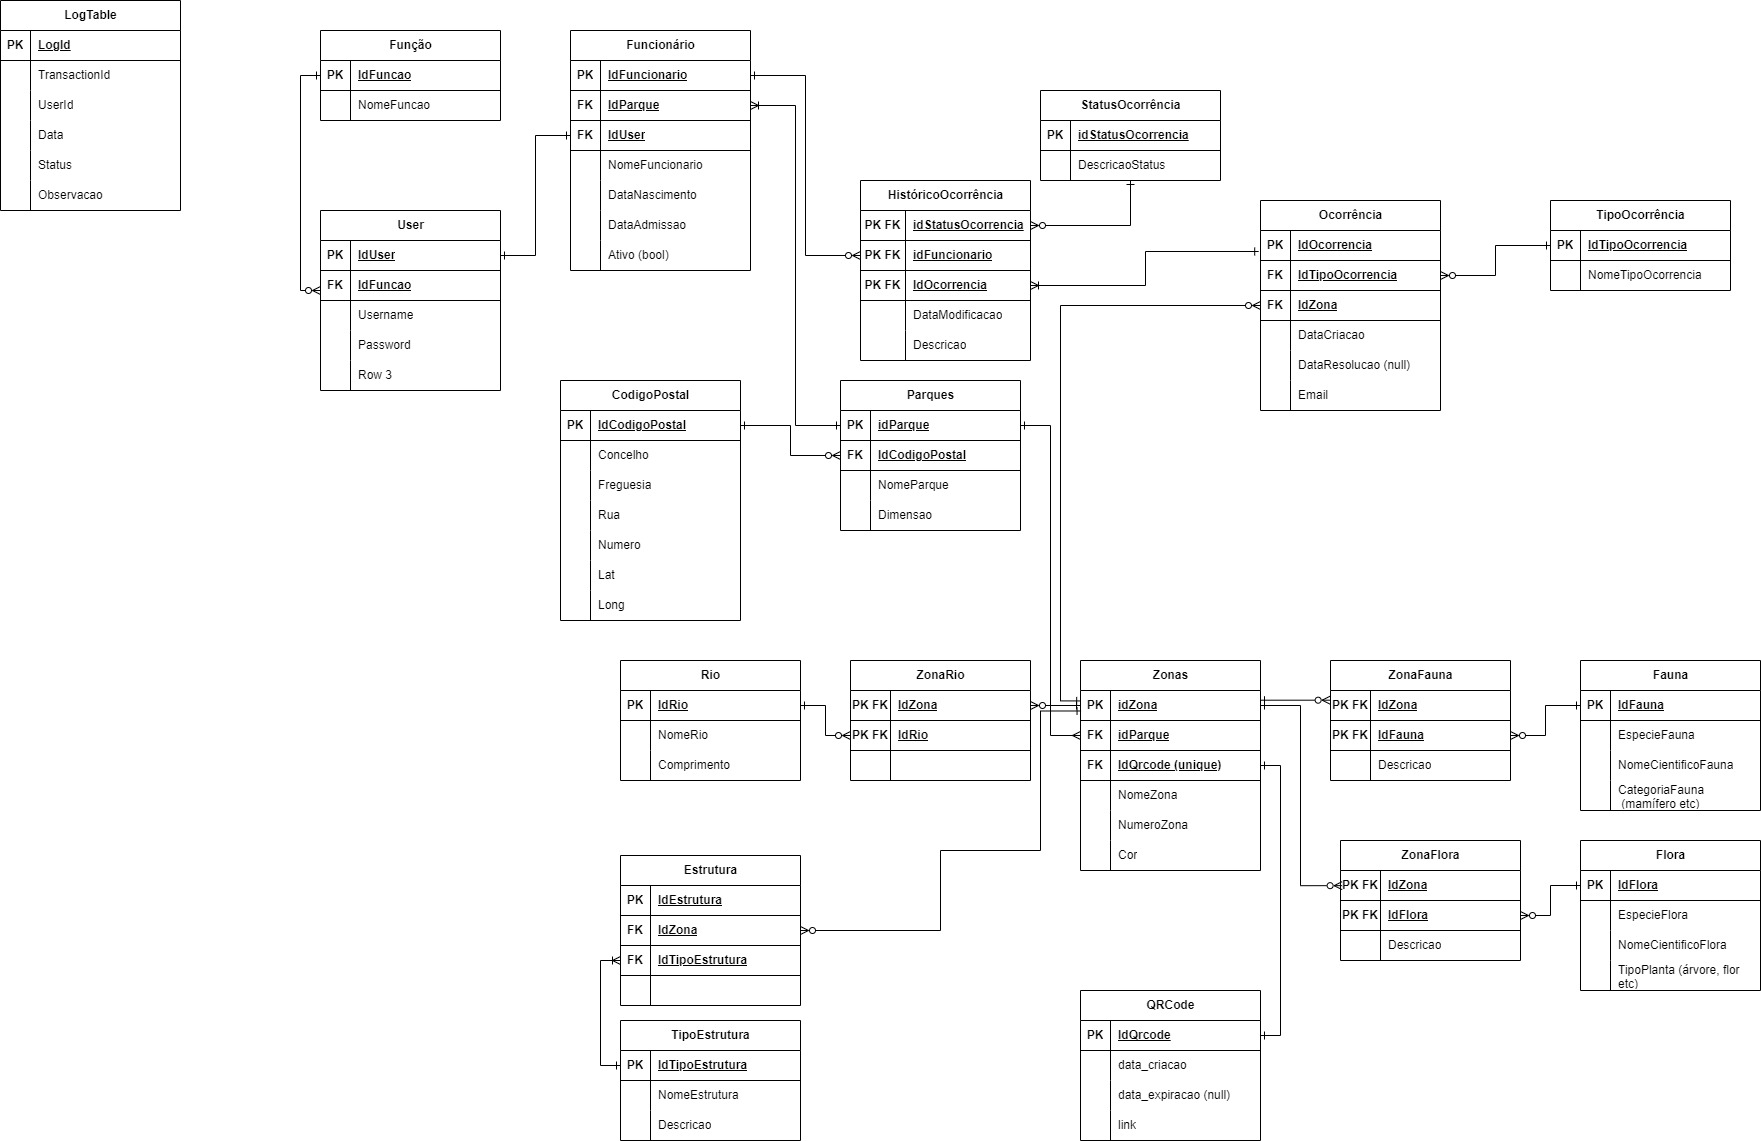 LogTable
PK LogId
TransactionId
UserId
Data
Status
Observacao
Função
PK IdFuncao
NomeFuncao
User
PK IdUser
FK IdFuncao
Username
Password
Row 3
Funcionário
PK IdFuncionario
FK IdParque
FK IdUser
NomeFuncionario
DataNascimento
DataAdmissao
Ativo (bool)
StatusOcorrência
PK idStatusOcorrencia
DescricaoStatus
HistóricoOcorrência
PK FK idStatusOcorrencia
PK FK idFuncionario
PK FK IdOcorrencia
DataModificacao
Descricao
Ocorrência
PK IdOcorrencia
FK IdTipoOcorrencia
FK IdZona
DataCriacao
DataResolucao (null)
Email
TipoOcorrência
PK IdTipoOcorrencia
NomeTipoOcorrencia
CodigoPostal
PK IdCodigoPostal
Concelho
Freguesia
Rua
Numero
Lat
Long
Parques
PK idParque
FK IdCodigoPostal
NomeParque
Dimensao
Rio
PK IdRio
NomeRio
Comprimento
ZonaRio
PK FK IdZona
PK FK IdRio
Zonas
PK idZona
FK idParque
FK IdQrcode (unique)
NomeZona
NumeroZona
Cor
ZonaFauna
PK FK IdZona
PK FK IdFauna
Descricao
Fauna
PK IdFauna
EspecieFauna
NomeCientificoFauna
CategoriaFauna
(mamífero etc)
Estrutura
PK IdEstrutura
FK IdZona
FK IdTipoEstrutura
ZonaFlora
PK FK IdZona
PK FK IdFlora
Descricao
Flora
PK IdFlora
EspecieFlora
NomeCientificoFlora
TipoPlanta (árvore, flor
etc)
TipoEstrutura
PK IdTipoEstrutura
NomeEstrutura
Descricao
QRCode
PK IdQrcode
data_criacao
data_expiracao (null)
link